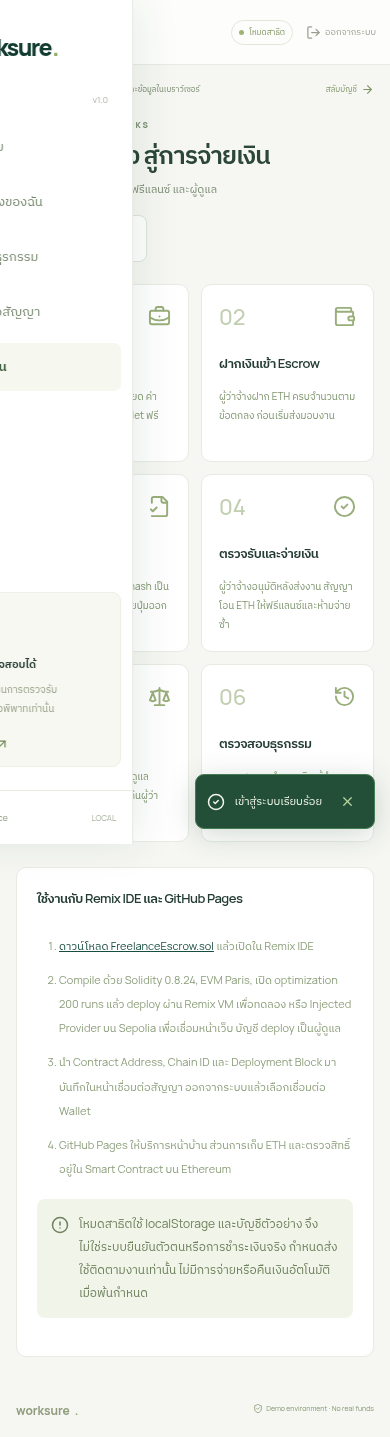 ksure.
โหมดสาธิต
ออกจากระบบ
v1.0
ะข้อมูลในเบราว์เซอร์
สลับบัญชี
KS
สู่การจ่ายเงิน
ฟรีแลนซ์ และผู้ดูแล
ของฉัน
ธุรกรรม
อสัญญา
น
02
ฝากเงินเข้า Escrow
ผู้ว่าจ้างฝาก ETH ครบจำนวนตาม
ข้อตกลง ก่อนเริ่มส่งมอบงาน
04
ตรวจรับและจ่ายเงิน
hash เป็น
ผู้ว่าจ้างอนุมัติหลังส่งงาน สัญญา
โอน ETH ให้ฟรีแลนซ์และห้ามจ่าย
ซ้ำ
จสอบได้
นการตรวจรับ
อพิพาทเท่านั้น
06
ตรวจสอบธุรกรรม
เข้าสู่ระบบเรียบร้อย
ce
LOCAL
ใช้งานกับ Remix IDE และ GitHub Pages
1. ดาวน์โหลด FreelanceEscrow.sol แล้วเปิดใน Remix IDE
2. Compile ด้วย Solidity 0.8.24, EVM Paris, เปิด optimization
200 runs แล้ว deploy ผ่าน Remix VM เพื่อทดลอง หรือ Injected
Provider บน Sepolia เพื่อเชื่อมหน้าเว็บ บัญชี deploy เป็นผู้ดูแล
3. นำ Contract Address, Chain ID และ Deployment Block มา
บันทึกในหน้าเชื่อมต่อสัญญา ออกจากระบบแล้วเลือกเชื่อมต่อ
Wallet
4. GitHub Pages ให้บริการหน้าบ้าน ส่วนการเก็บ ETH และตรวจสิทธิ์
อยู่ใน Smart Contract บน Ethereum
โหมดสาธิตใช้ localStorage และบัญชีตัวอย่าง จึง
ไม่ใช่ระบบยืนยันตัวตนหรือการชำระเงินจริง กำหนดส่ง
ใช้ติดตามงานเท่านั้น ไม่มีการจ่ายหรือคืนเงินอัตโนมัติ
เมื่อพ้นกำหนด
worksure .
Demo environment · No real funds